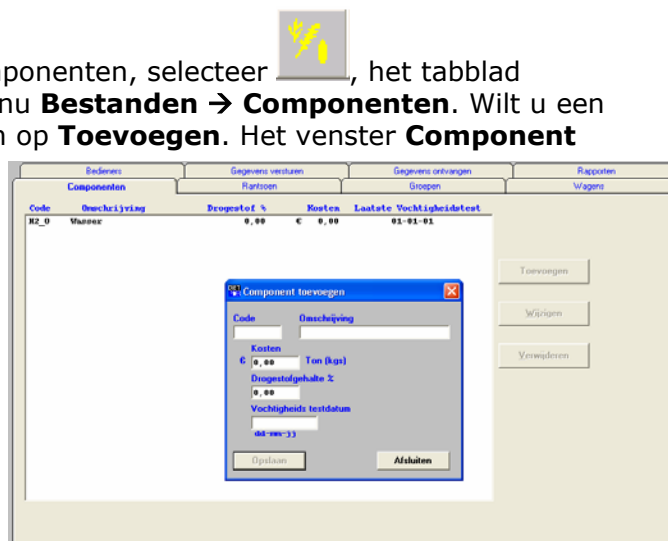 mponenten, selecteer , het tabblad
nu Bestanden → Componenten. Wilt u een
n op Toevoegen. Het venster Component
Bedieners Gegevens versturen Gegevens ontvangen Rapporten
Componenten Rantsoen Groepen Wagens
Code Omschrijving Drogestof % Kosten Laatste Vochtigheidstest
H2_O Wasser 0,00 € 0,00 01-01-01
Toevoegen
Wijzigen
Verwijderen
Component toevoegen
Code Omschrijving
Kosten
€ 0,00 Ton (kgs)
Drogestofgehalte %
0,00
Vochtigheids testdatum
dd-mm-jj
Opslaan Afsluiten